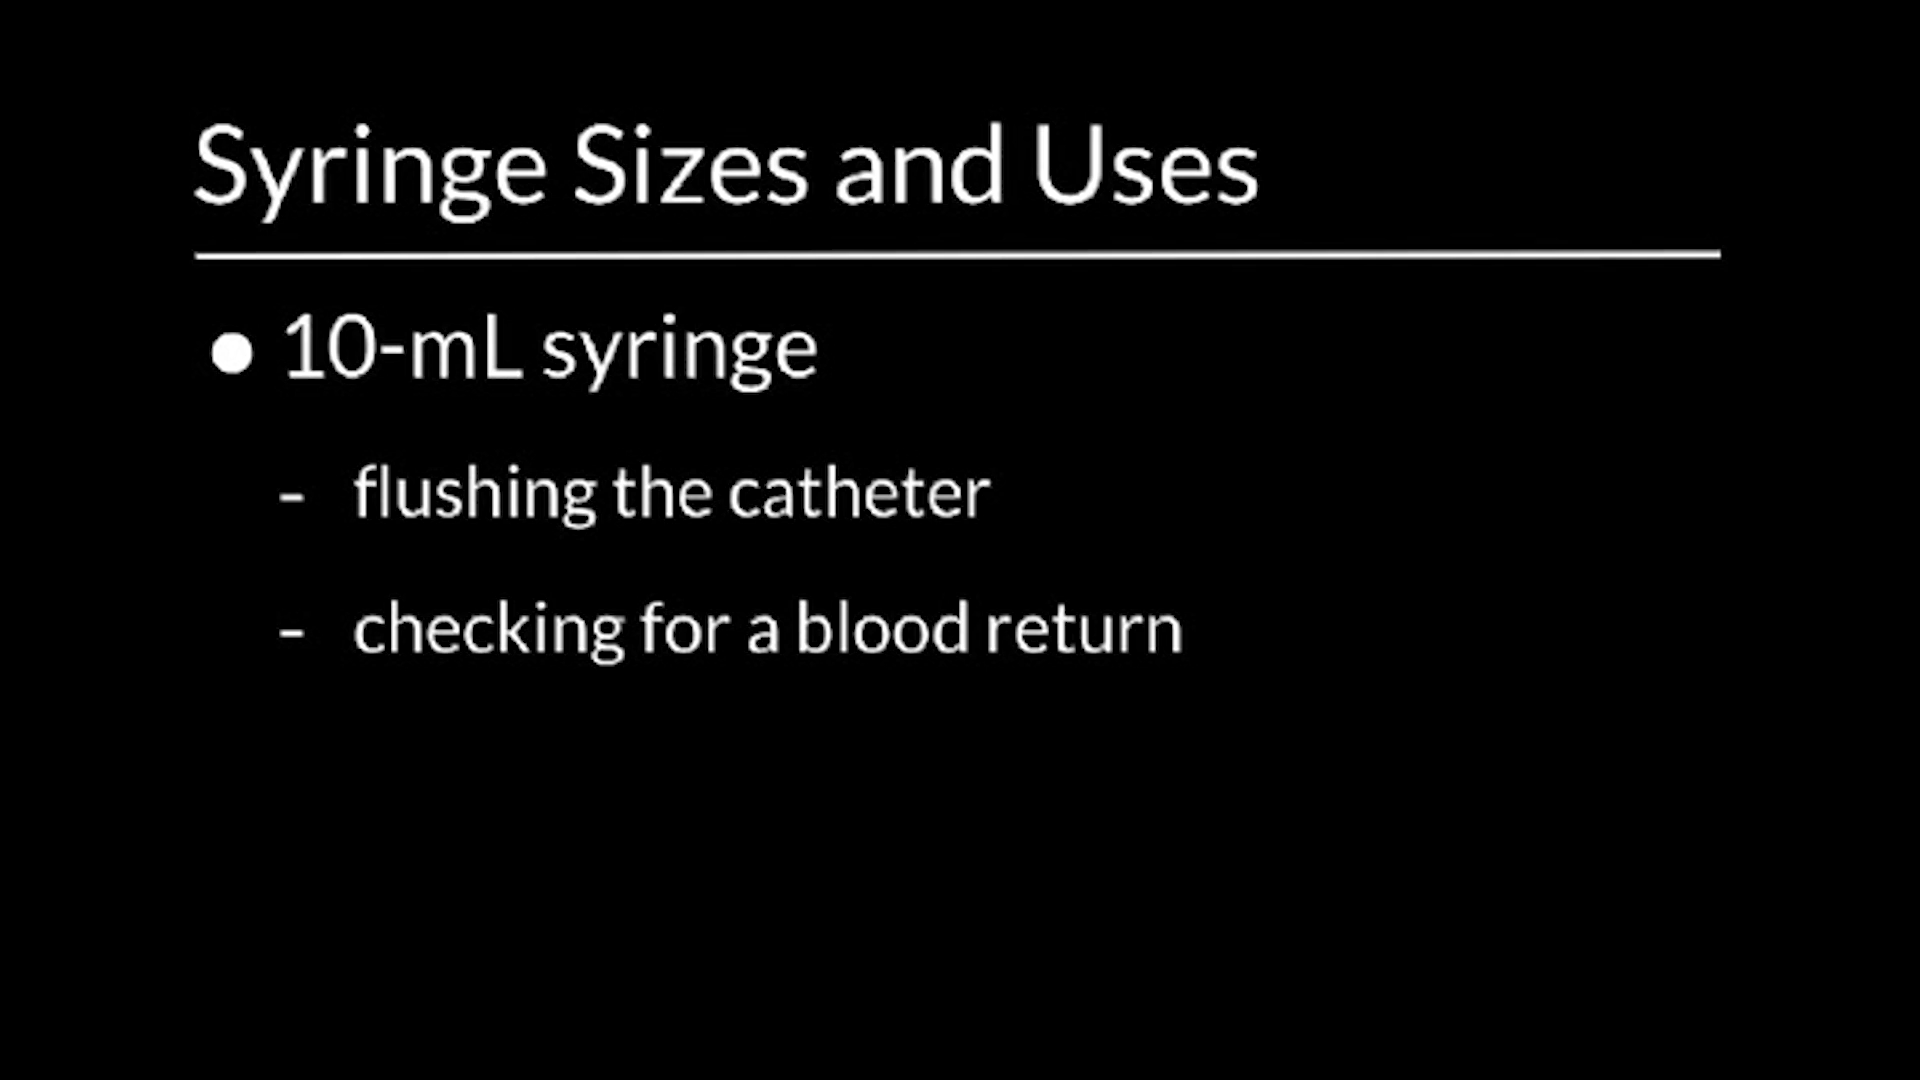 Syringe Sizes and Uses
● 10-mL syringe
- flushing the catheter
- checking for a blood return